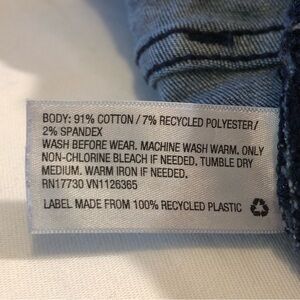 BODY: 91% COTTON / 7% RECYCLED POLYESTER/
2% SPANDEX
WASH BEFORE WEAR. MACHINE WASH WARM. ONLY
NON-CHLORINE BLEACH IF NEEDED. TUMBLE DRY
MEDIUM. WARM IRON IF NEEDED.
RN17730 VN1126365
LABEL MADE FROM 100% RECYCLED PLASTIC